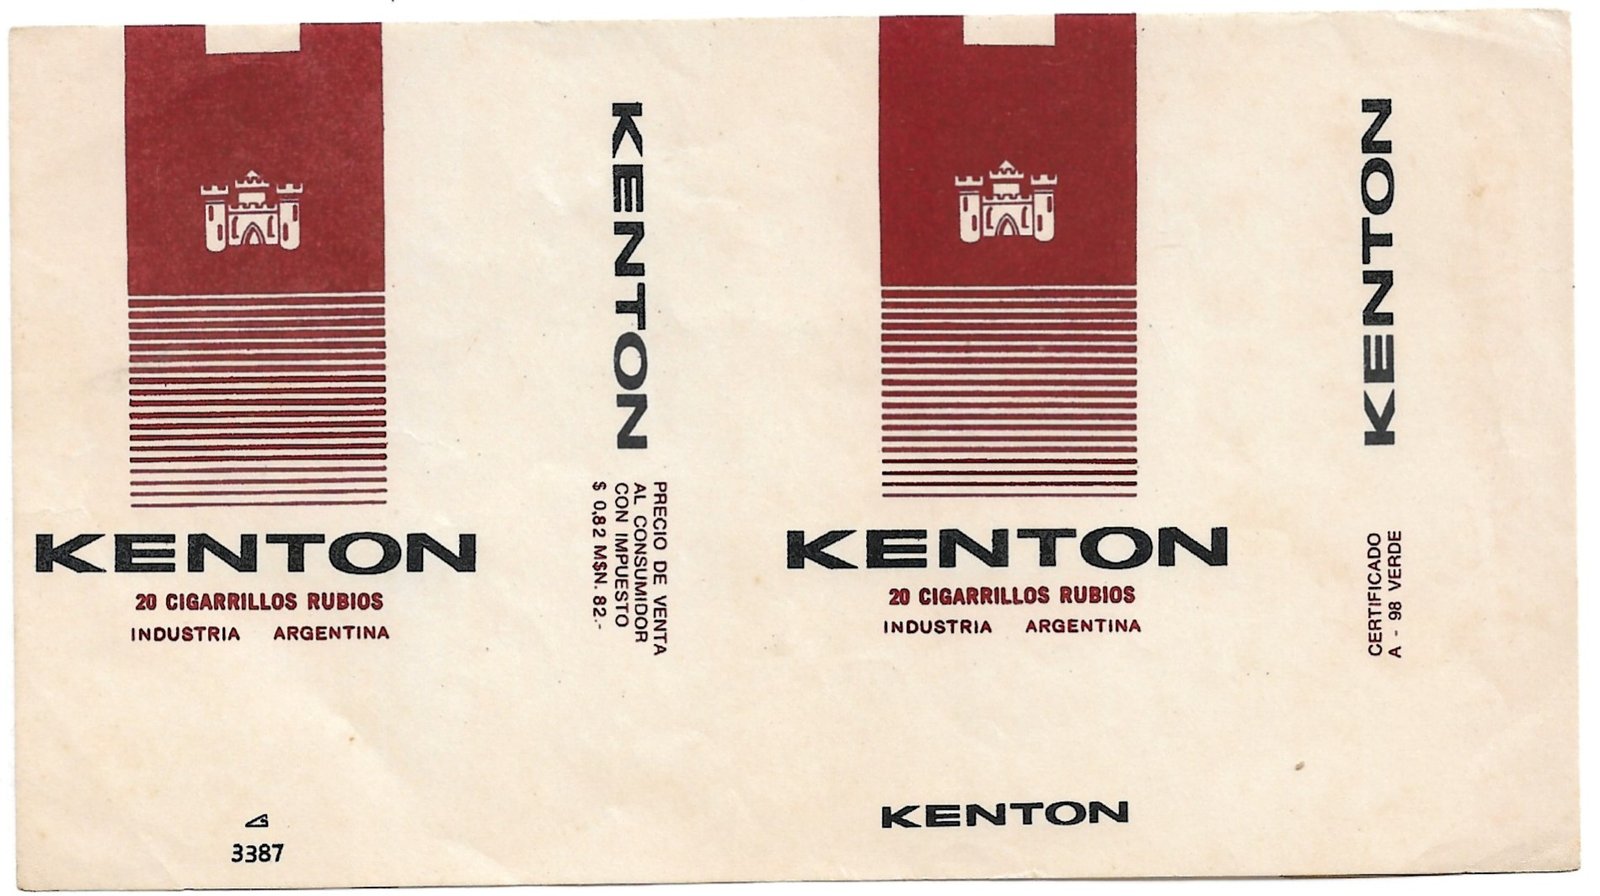 KENTON
20 CIGARRILLOS RUBIOS
INDUSTRIA ARGENTINA
3387
KENTON
PRECIO DE VENTA
AL CONSUMIDOR
CON IMPUESTO
$ 0,82 M$N. 82.-
KENTON
20 CIGARRILLOS RUBIOS
INDUSTRIA ARGENTINA
KENTON
KENTON
CERTIFICADO
A - 98 VERDE